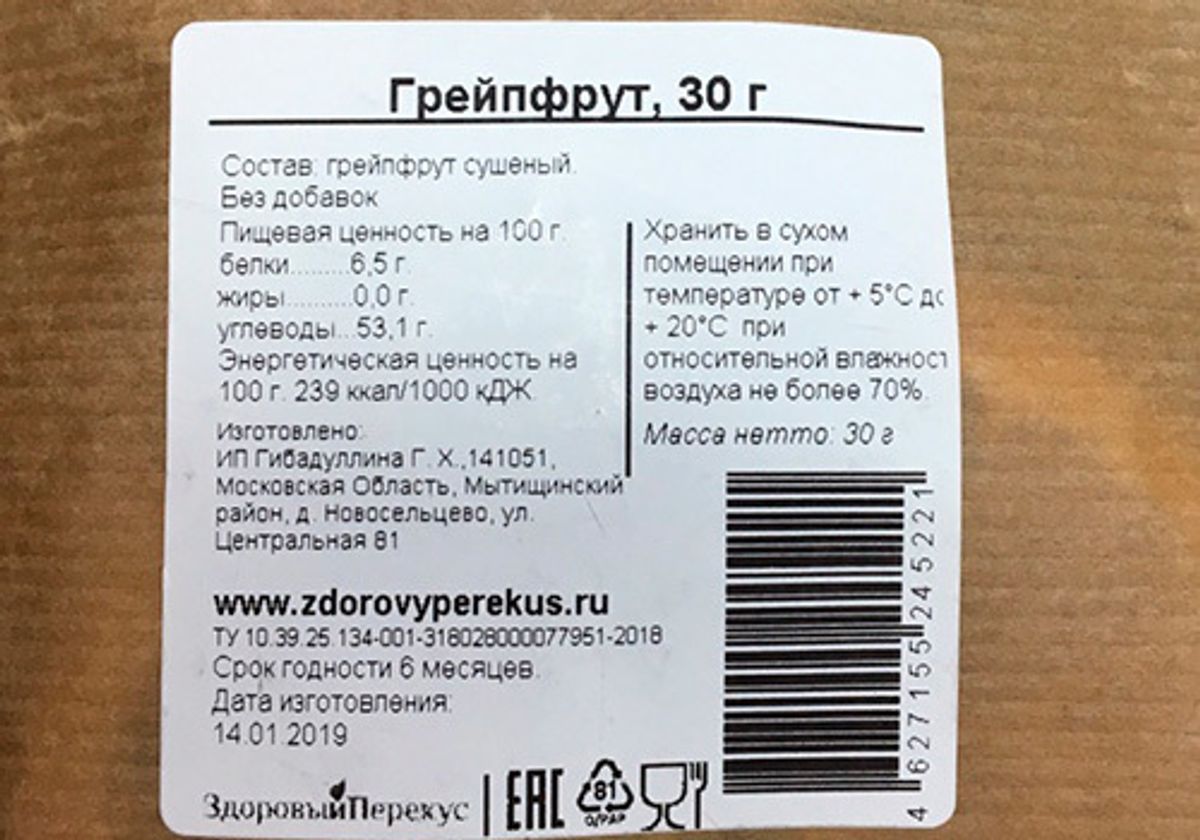 Грейпфрут, 30 г
Состав: грейпфрут сушеный.
Без добавок
Пищевая ценность на 100 г.
белки.........6,5 г.
жиры..........0,0 г.
углеводы...53,1 г.
Энергетическая ценность на
100 г. 239 ккал/1000 кДЖ.
Изготовлено:
ИП Гибадуллина Г. Х.,141051,
Московская Область, Мытищинский
район, д. Новосельцево, ул.
Центральная 81
Хранить в сухом
помещении при
температуре от + 5°С до
+ 20°С при
относительной влажност
воздуха не более 70%.
Масса нетто: 30 г
www.zdorovyperekus.ru
ТУ 10.39.25.134-001-318028000077951-2018
Срок годности 6 месяцев.
Дата изготовления:
14.01.2019
4 627155 245221
ЗдоровыйПерекус
EAC
81
C/PAP